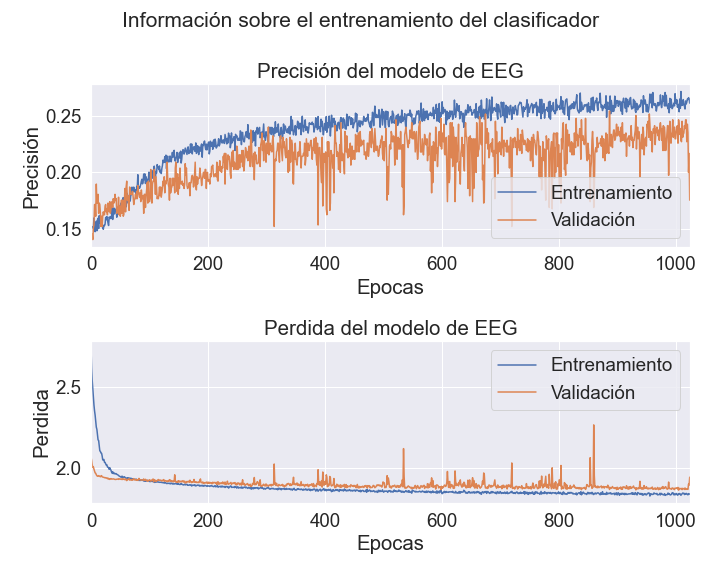 Información sobre el entrenamiento del clasificador
Precisión del modelo de EEG
Precisión
0.25
0.20
0.15
0 200 400 600 800 1000
Epocas
Entrenamiento
Validación
Perdida del modelo de EEG
Perdida
2.5
2.0
0 200 400 600 800 1000
Epocas
Entrenamiento
Validación